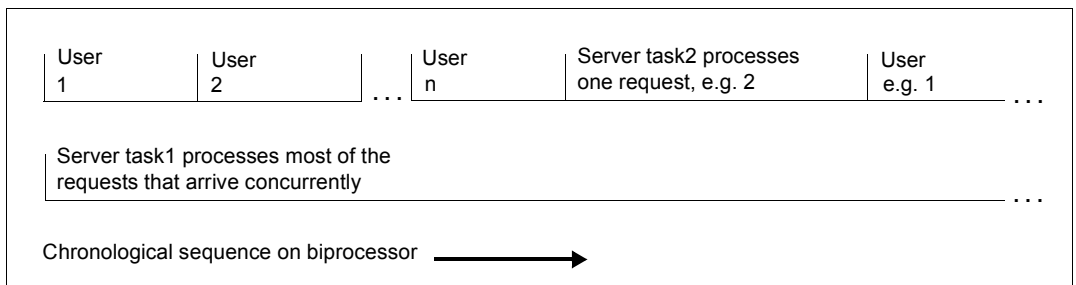 User
1
User
2
. . .
User
n
Server task2 processes
one request, e.g. 2
User
e.g. 1
. . .
Server task1 processes most of the
requests that arrive concurrently
. . .
Chronological sequence on biprocessor